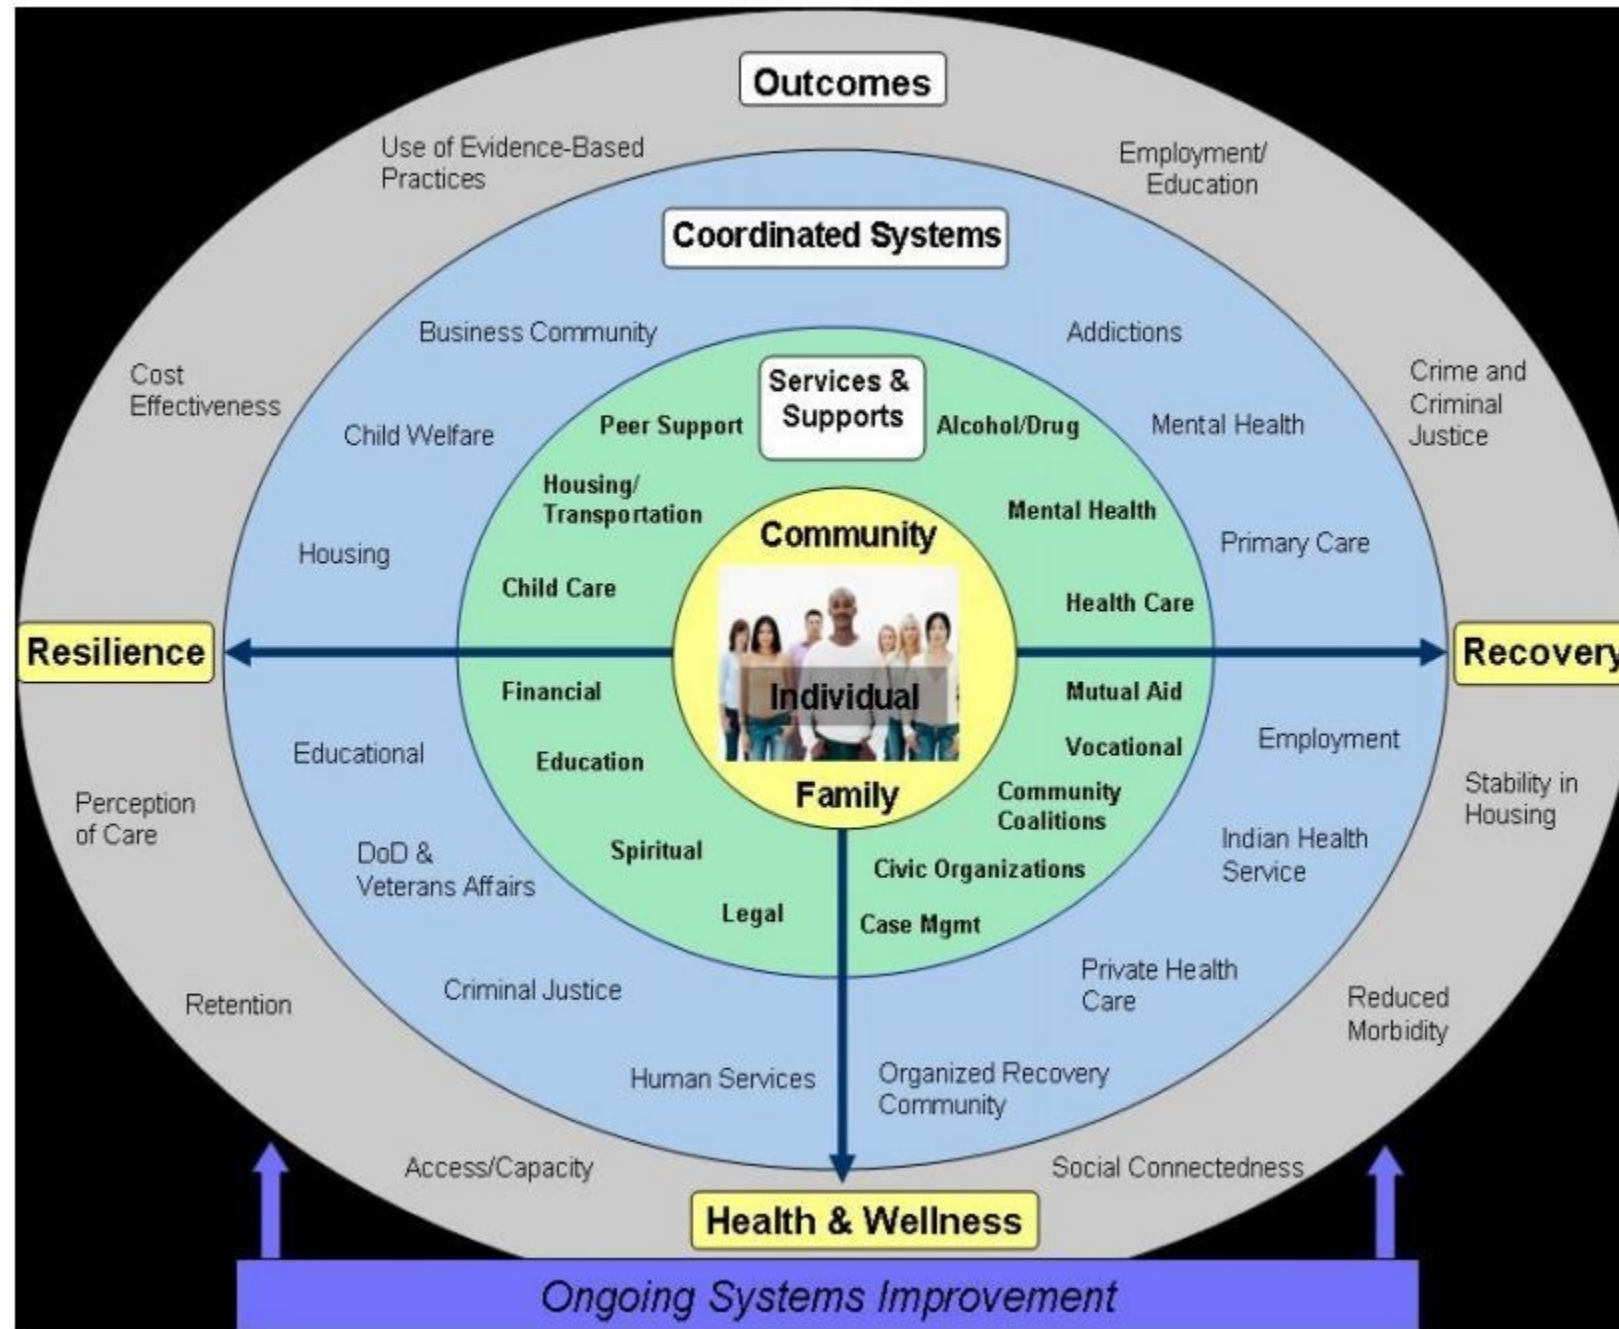 Outcomes
Use of Evidence-Based
Practices
Employment/
Education
Coordinated Systems
Business Community
Addictions
Cost
Effectiveness
Crime and
Criminal
Justice
Child Welfare
Mental Health
Services &
Supports
Peer Support
Alcohol/Drug
Housing/
Transportation
Mental Health
Housing
Primary Care
Child Care
Health Care
Community
Individual
Family
Resilience
Recovery
Financial
Mutual Aid
Educational
Employment
Education
Vocational
Community
Coalitions
Perception
of Care
Stability in
Housing
DoD &
Veterans Affairs
Indian Health
Service
Spiritual
Civic Organizations
Legal
Case Mgmt
Criminal Justice
Private Health
Care
Retention
Reduced
Morbidity
Human Services
Organized Recovery
Community
Access/Capacity
Social Connectedness
Health & Wellness
Ongoing Systems Improvement